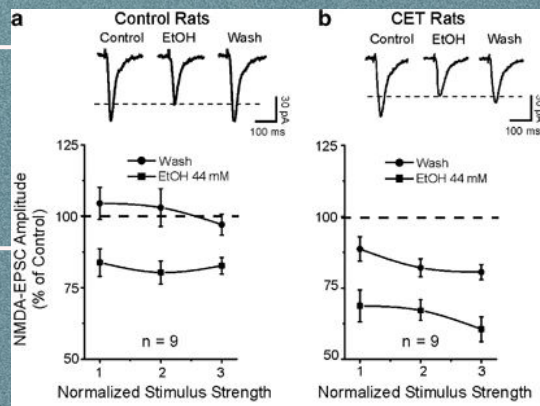 a Control Rats
Control EtOH Wash
30 pA
100 ms
NMDA-EPSC Amplitude
(% of Control)
125
100
75
50
Wash
EtOH 44 mM
n = 9
1 2 3
Normalized Stimulus Strength
b CET Rats
Control EtOH Wash
30 pA
100 ms
125
100
75
50
Wash
EtOH 44 mM
n = 9
1 2 3
Normalized Stimulus Strength